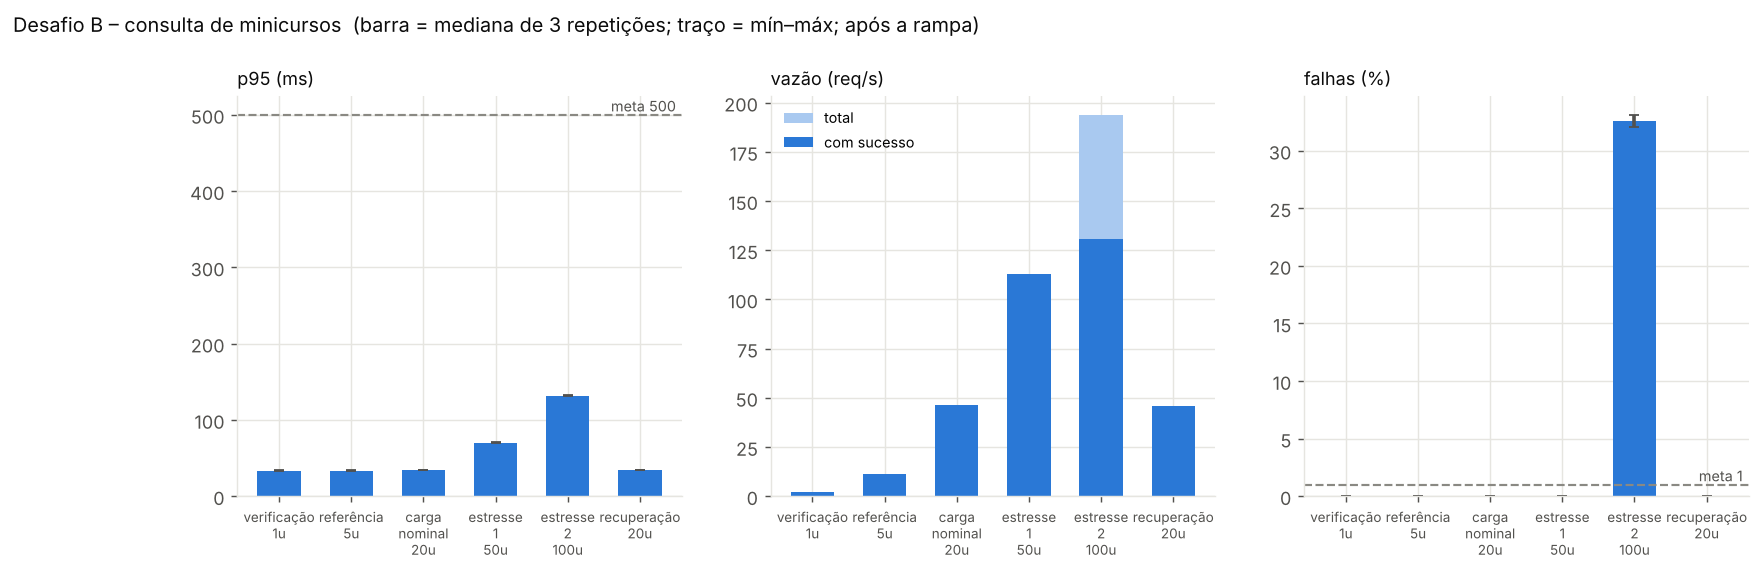 Desafio B – consulta de minicursos  (barra = mediana de 3 repetições; traço = mín–máx; após a rampa)
p95 (ms)
500
400
300
200
100
0
meta 500
verificação
1u
referência
5u
carga
nominal
20u
estresse
1
50u
estresse
2
100u
recuperação
20u
vazão (req/s)
200
175
150
125
100
75
50
25
0
total
com sucesso
verificação
1u
referência
5u
carga
nominal
20u
estresse
1
50u
estresse
2
100u
recuperação
20u
falhas (%)
30
25
20
15
10
5
0
meta 1
verificação
1u
referência
5u
carga
nominal
20u
estresse
1
50u
estresse
2
100u
recuperação
20u